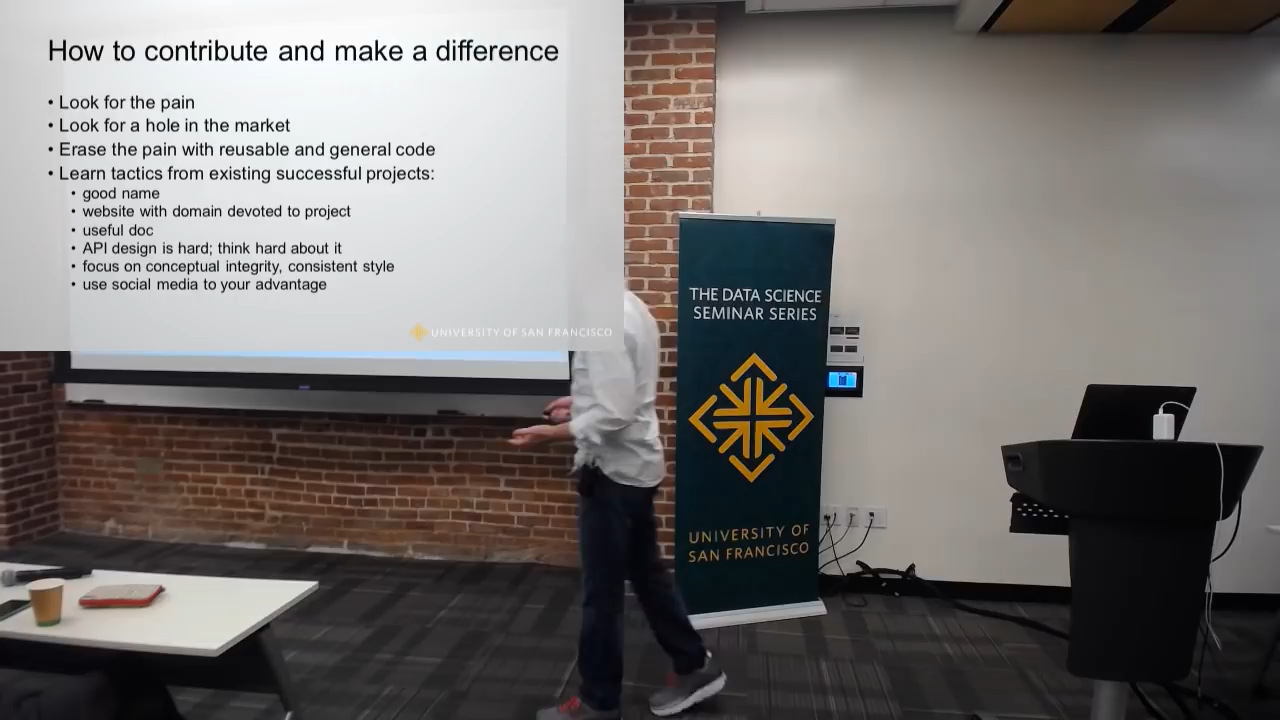 How to contribute and make a difference
• Look for the pain
• Look for a hole in the market
• Erase the pain with reusable and general code
• Learn tactics from existing successful projects:
• good name
• website with domain devoted to project
• useful doc
• API design is hard; think hard about it
• focus on conceptual integrity, consistent style
• use social media to your advantage
UNIVERSITY OF SAN FRANCISCO
THE DATA SCIENCE
SEMINAR SERIES
UNIVERSITY OF
SAN FRANCISCO